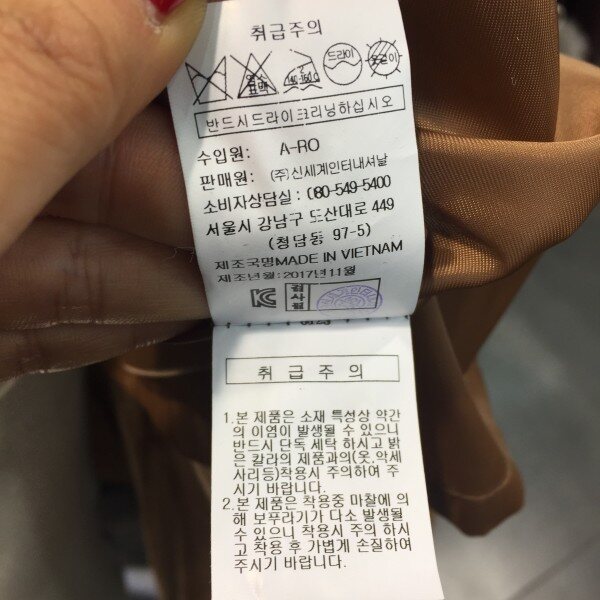 취급주의
염소
표백
2
140-160℃
드라이
드라이
반드시드라이크리닝하십시오
수입원: A-RO
판매원: (주)신세계인터내셔날
소비자상담실: 080-549-5400
서울시 강남구 도산대로 449
(청담동 97-5)
제조국명MADE IN VIETNAM
제조년월:2017년11월
검사필
취급주의
1.본 제품은 소재 특성상 약간
의 이염이 발생될 수 있으니
반드시 단독 세탁 하시고 밝
은 칼라의 제품과의(옷,악세
사리등)착용시 주의하여 주
시기 바랍니다.
2.본 제품은 착용중 마찰에 의
해 보푸라기가 다소 발생될
수 있으니 착용시 주의 하시
고 착용 후 가볍게 손질하여
주시기 바랍니다.